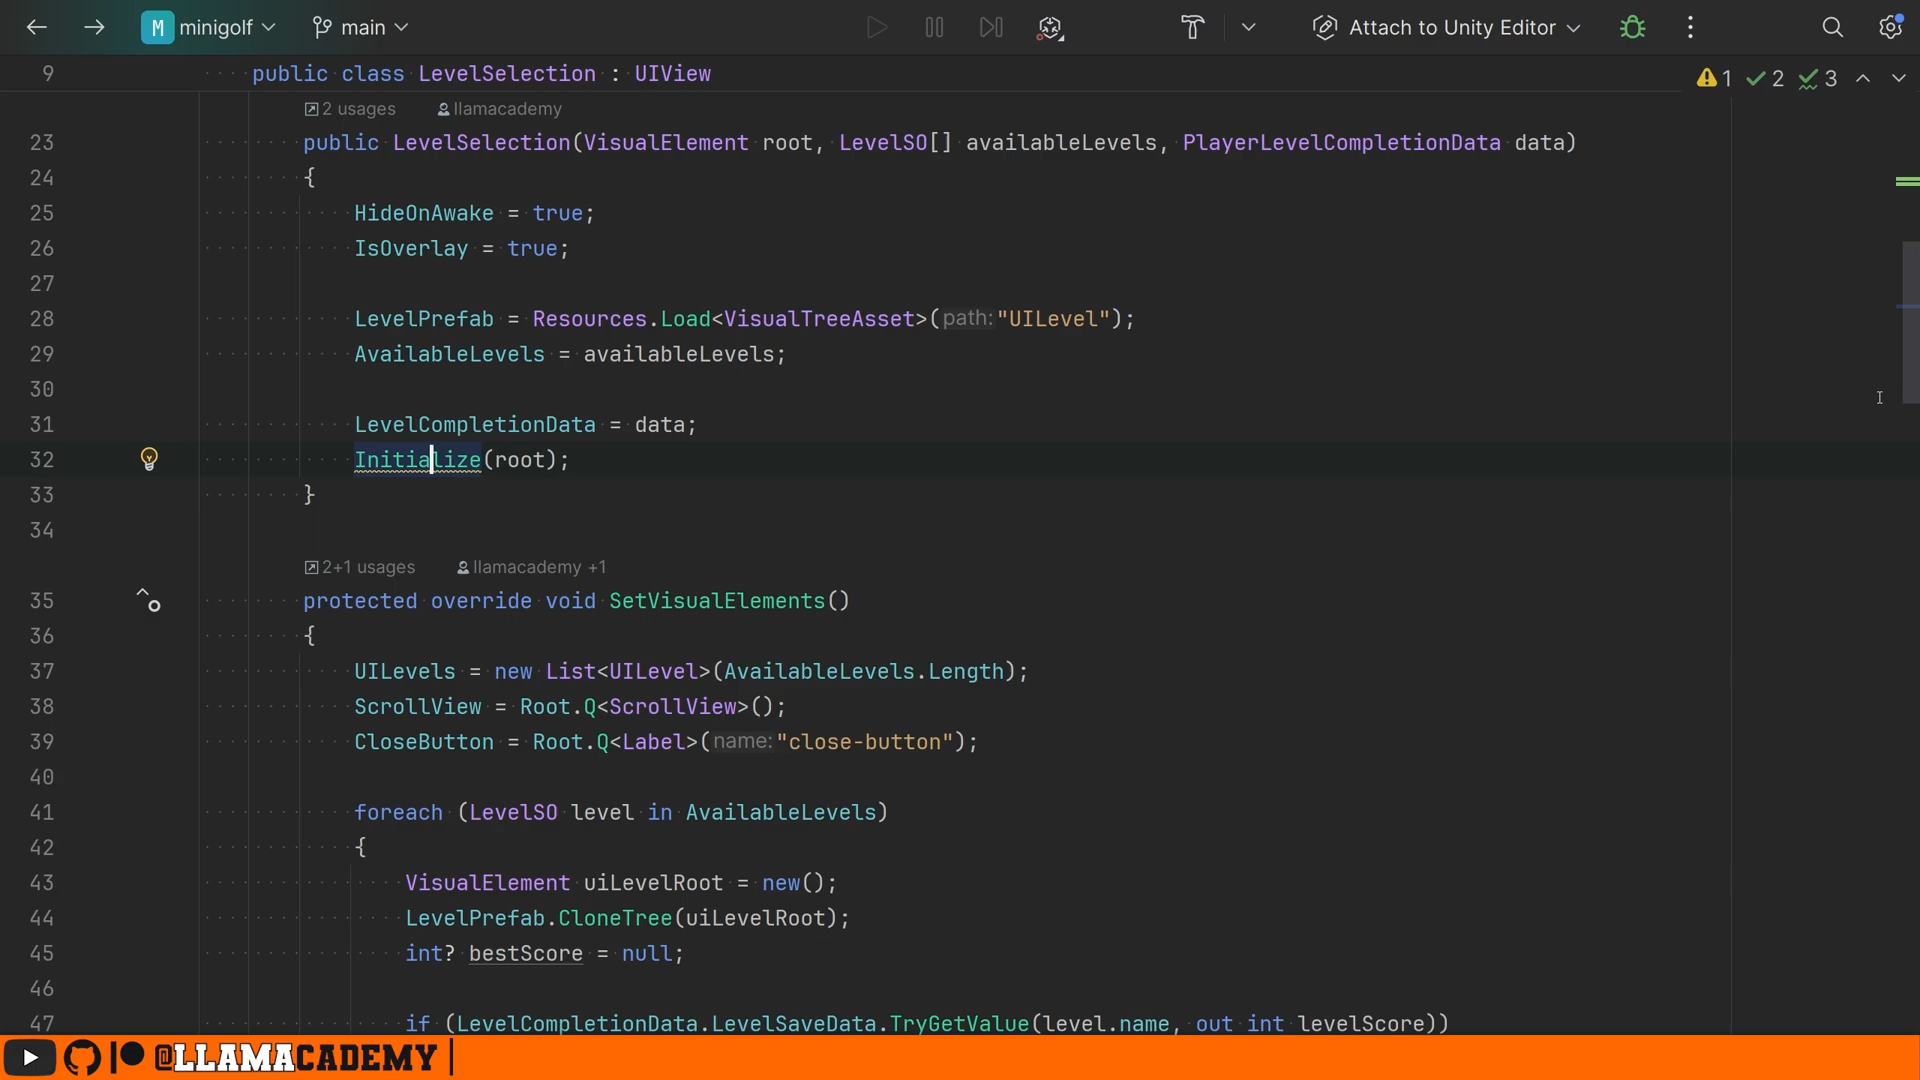 M minigolf main Attach to Unity Editor
9 public class LevelSelection : UIView 1 2 3
2 usages llamacademy
23 public LevelSelection(VisualElement root, LevelSO[] availableLevels, PlayerLevelCompletionData data)
24 {
25 HideOnAwake = true;
26 IsOverlay = true;
27
28 LevelPrefab = Resources.Load<VisualTreeAsset>(path:"UILevel");
29 AvailableLevels = availableLevels;
30
31 LevelCompletionData = data;
32 Initialize(root);
33 }
34
2+1 usages llamacademy +1
35 protected override void SetVisualElements()
36 {
37 UILevels = new List<UILevel>(AvailableLevels.Length);
38 ScrollView = Root.Q<ScrollView>();
39 CloseButton = Root.Q<Label>(name:"close-button");
40
41 foreach (LevelSO level in AvailableLevels)
42 {
43 VisualElement uiLevelRoot = new();
44 LevelPrefab.CloneTree(uiLevelRoot);
45 int? bestScore = null;
46
47 if (LevelCompletionData.LevelSaveData.TryGetValue(level.name, out int levelScore))
@LLAMACADEMY |